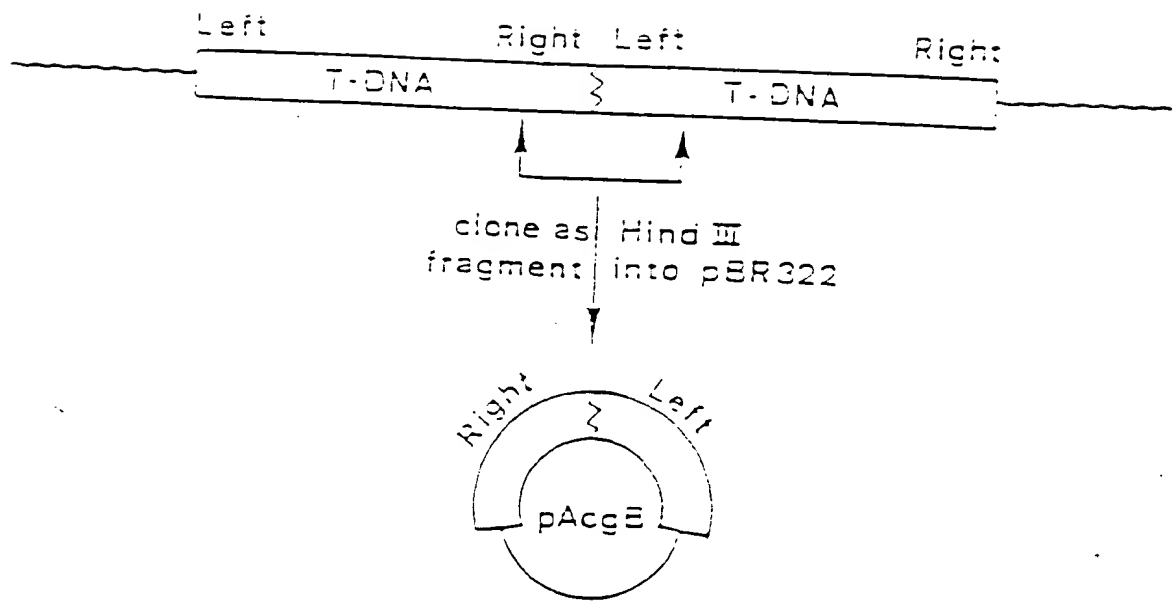 Left Right Left Right
T-DNA T-DNA
clone as Hind III
fragment into pBR322
Right Left
pAcgB